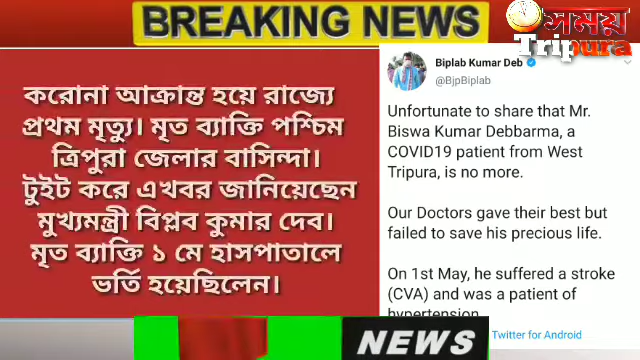 BREAKING NEWS
সময়
Tripura
করোনা আক্রান্ত হয়ে রাজ্যে
প্রথম মৃত্যু। মৃত ব্যাক্তি পশ্চিম
ত্রিপুরা জেলার বাসিন্দা।
টুইট করে এখবর জানিয়েছেন
মুখ্যমন্ত্রী বিপ্লব কুমার দেব।
মৃত ব্যাক্তি ১ মে হাসপাতালে
ভর্তি হয়েছিলেন।
Biplab Kumar Deb
@BjpBiplab
Unfortunate to share that Mr.
Biswa Kumar Debbarma, a
COVID19 patient from West
Tripura, is no more.
Our Doctors gave their best but
failed to save his precious life.
On 1st May, he suffered a stroke
(CVA) and was a patient of
hypertension
Twitter for Android
NEWS